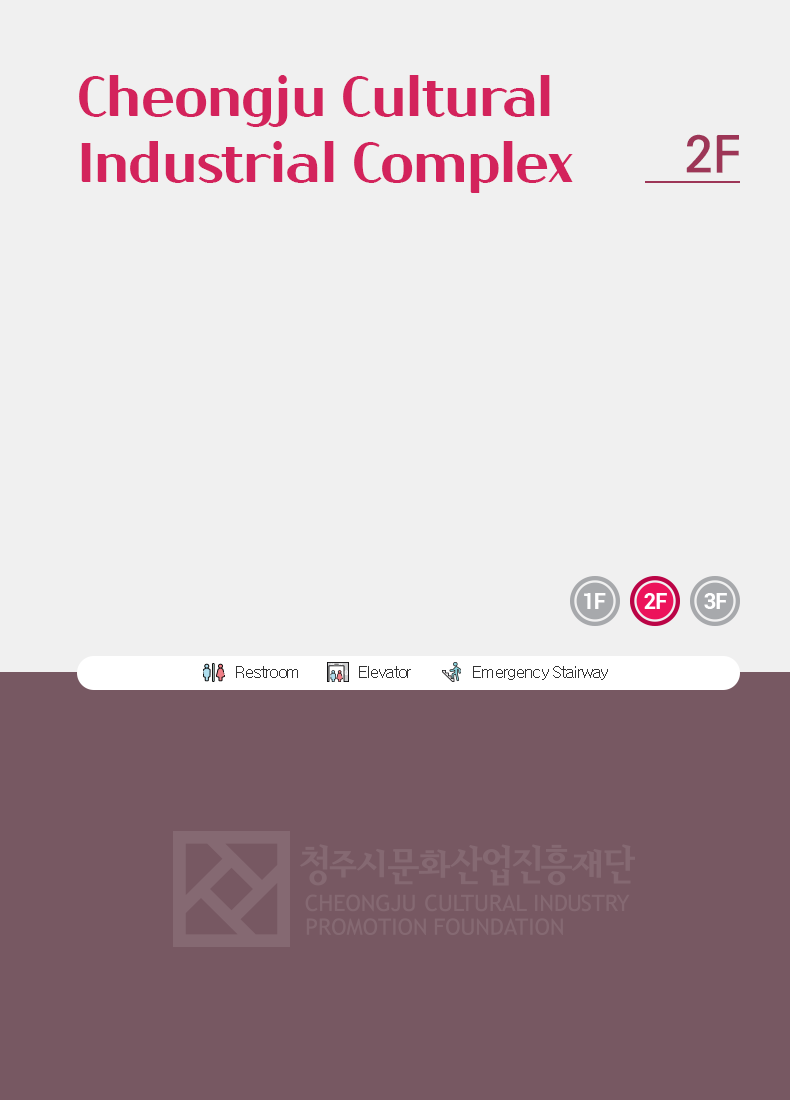 Cheongju Cultural
Industrial Complex
2F
1F 2F 3F
Restroom Elevator Emergency Stairway
청주시문화산업진흥재단
CHEONGJU CULTURAL INDUSTRY
PROMOTION FOUNDATION